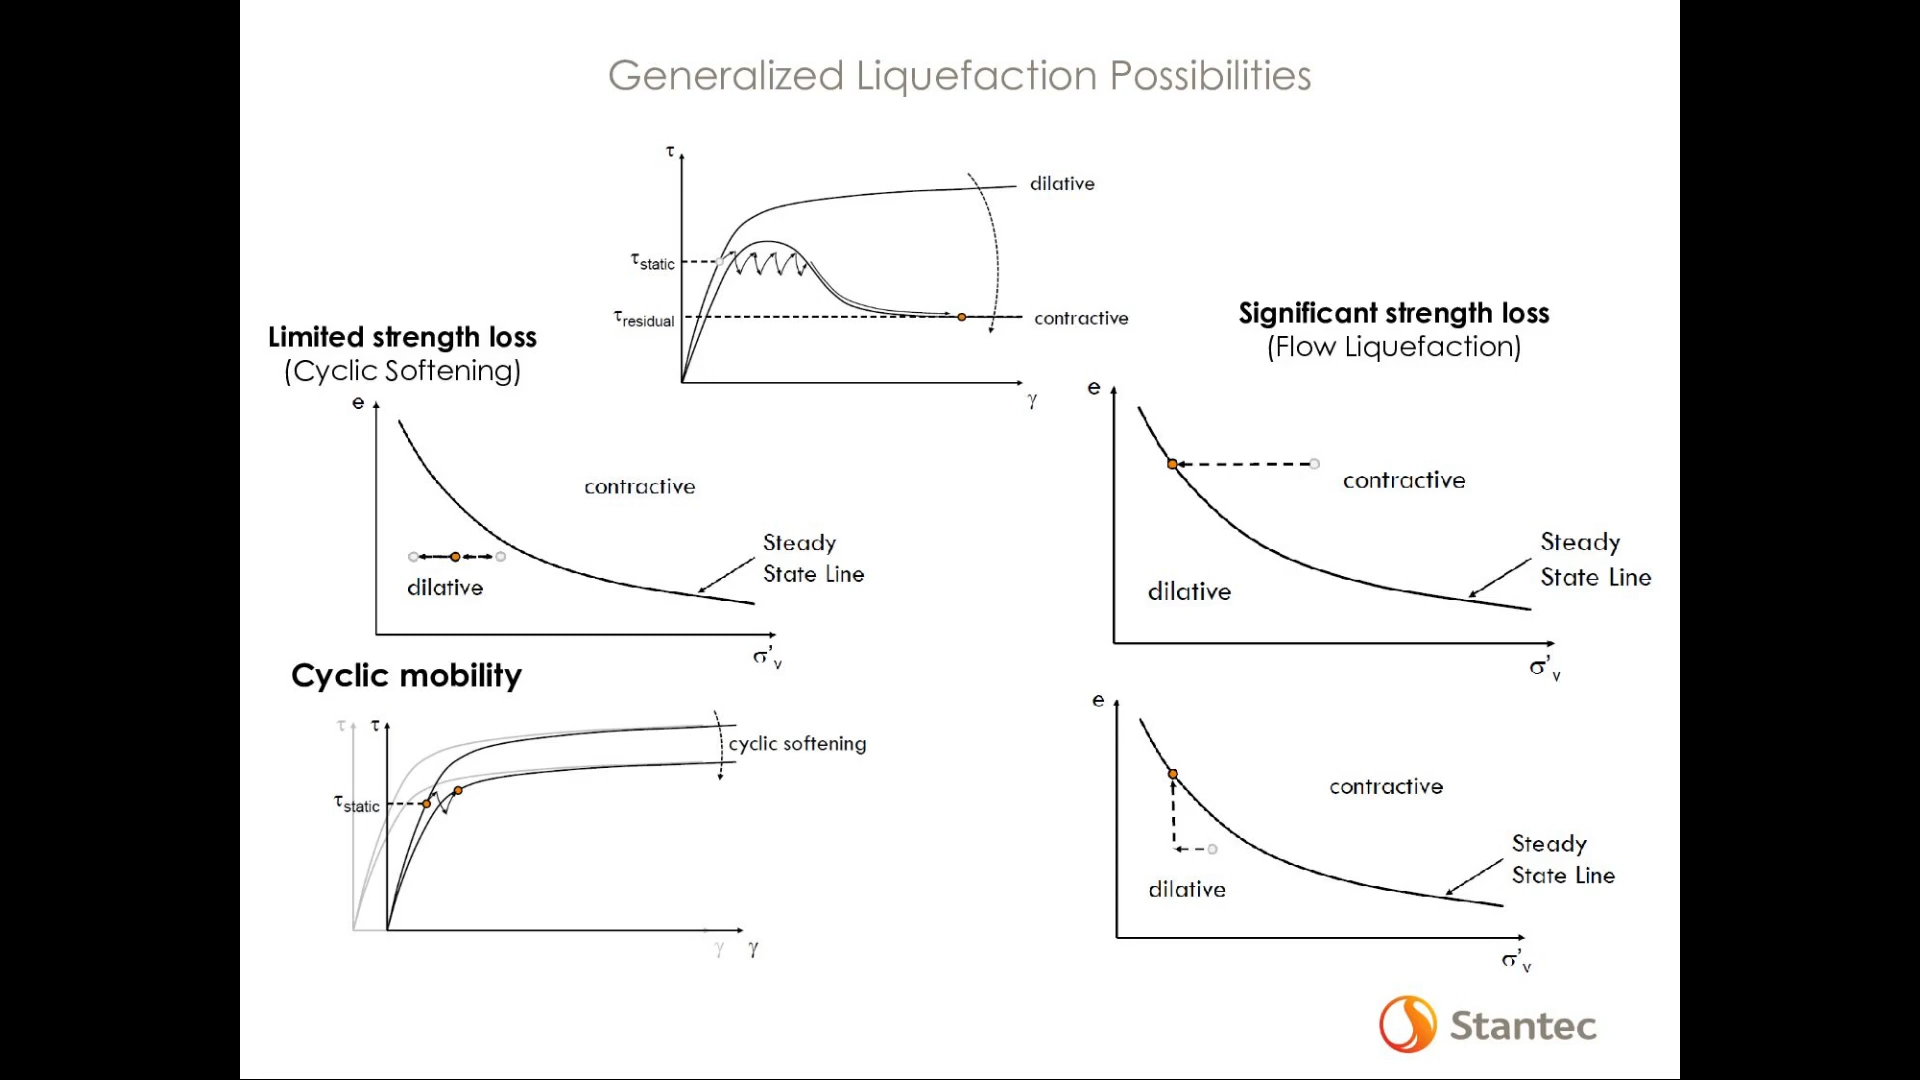 Generalized Liquefaction Possibilities
τ
dilative
τstatic
τresidual
contractive
γ
Limited strength loss
(Cyclic Softening)
e
contractive
Steady
State Line
dilative
σ'v
Significant strength loss
(Flow Liquefaction)
e
contractive
Steady
State Line
dilative
σ'v
Cyclic mobility
τ τ
cyclic softening
τstatic
γ γ
e
contractive
Steady
State Line
dilative
σ'v
Stantec